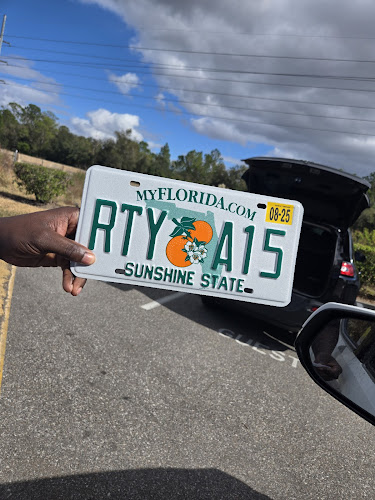 MYFLORIDA.COM
08-25
RTY A15
SUNSHINE STATE
GUEST